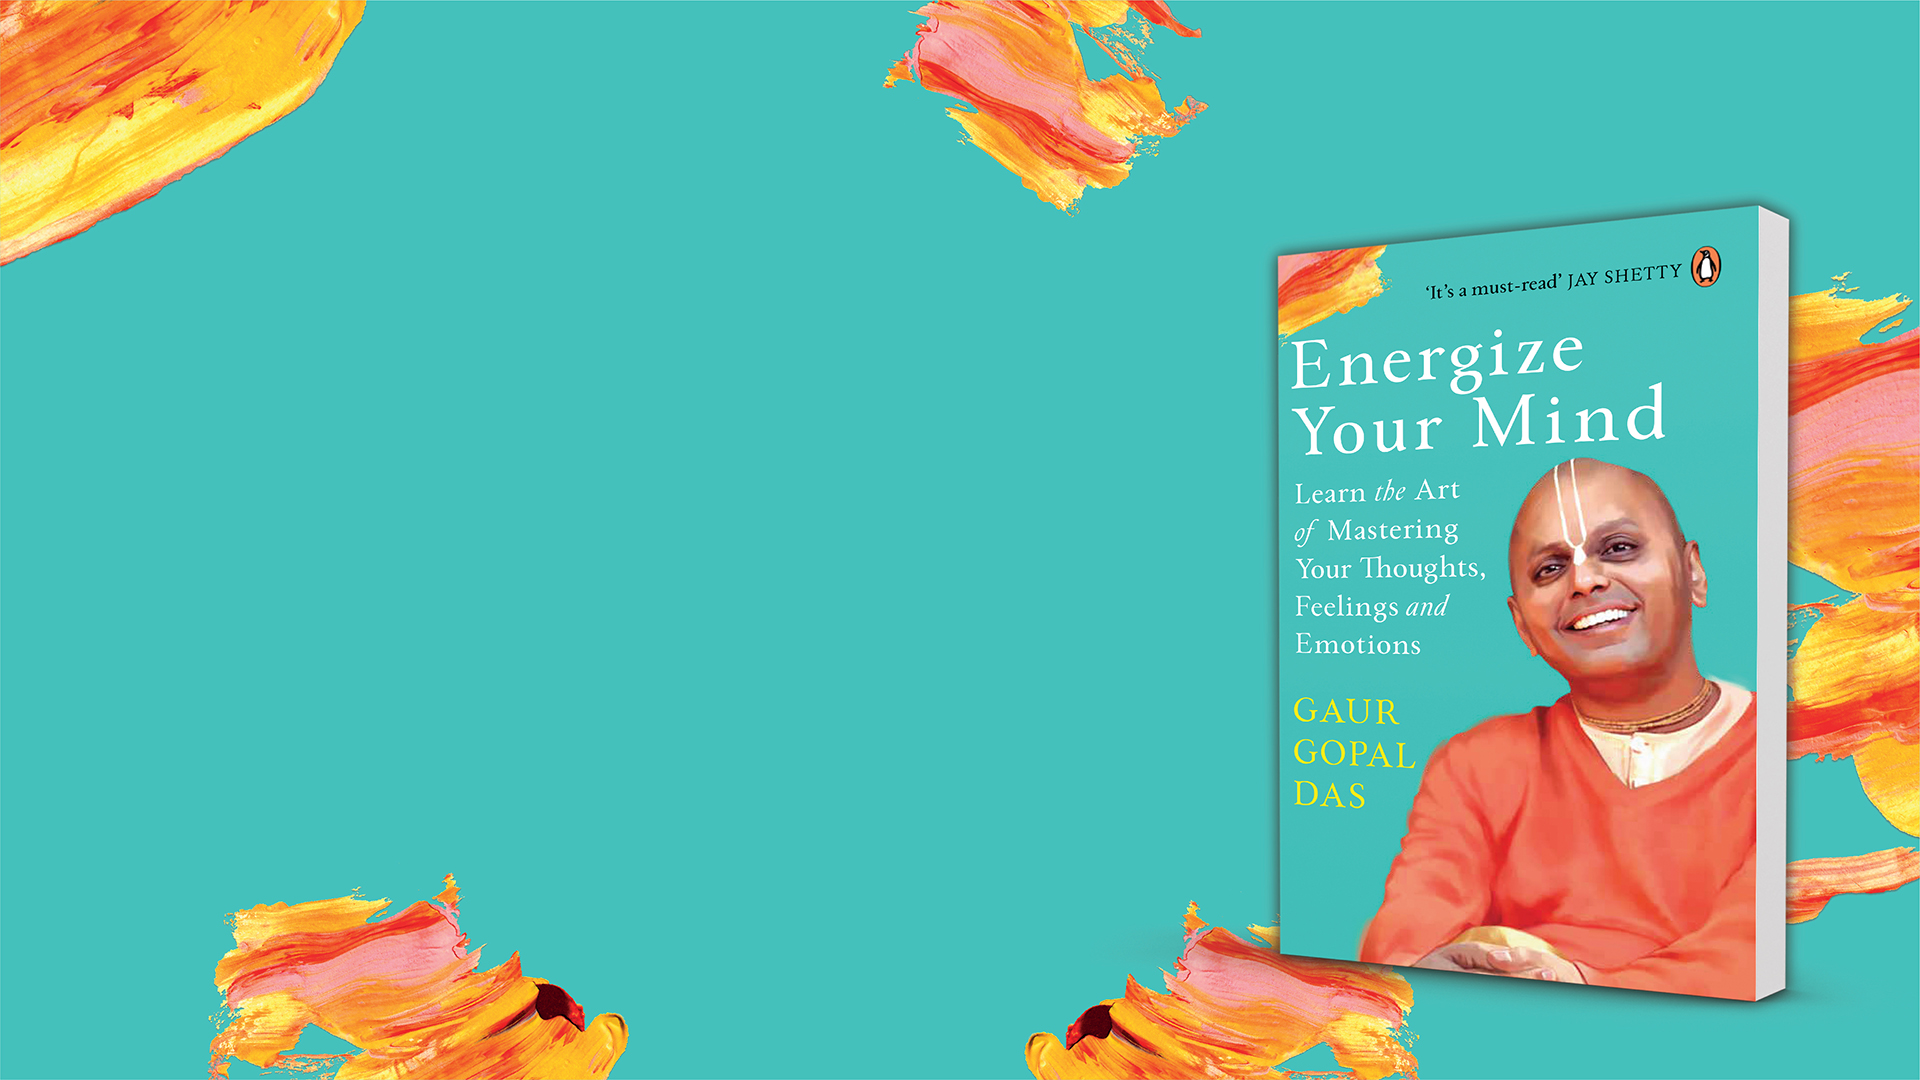 ‘It’s a must-read’ JAY SHETTY
Energize
Your Mind
Learn the Art
of Mastering
Your Thoughts,
Feelings and
Emotions
GAUR
GOPAL
DAS